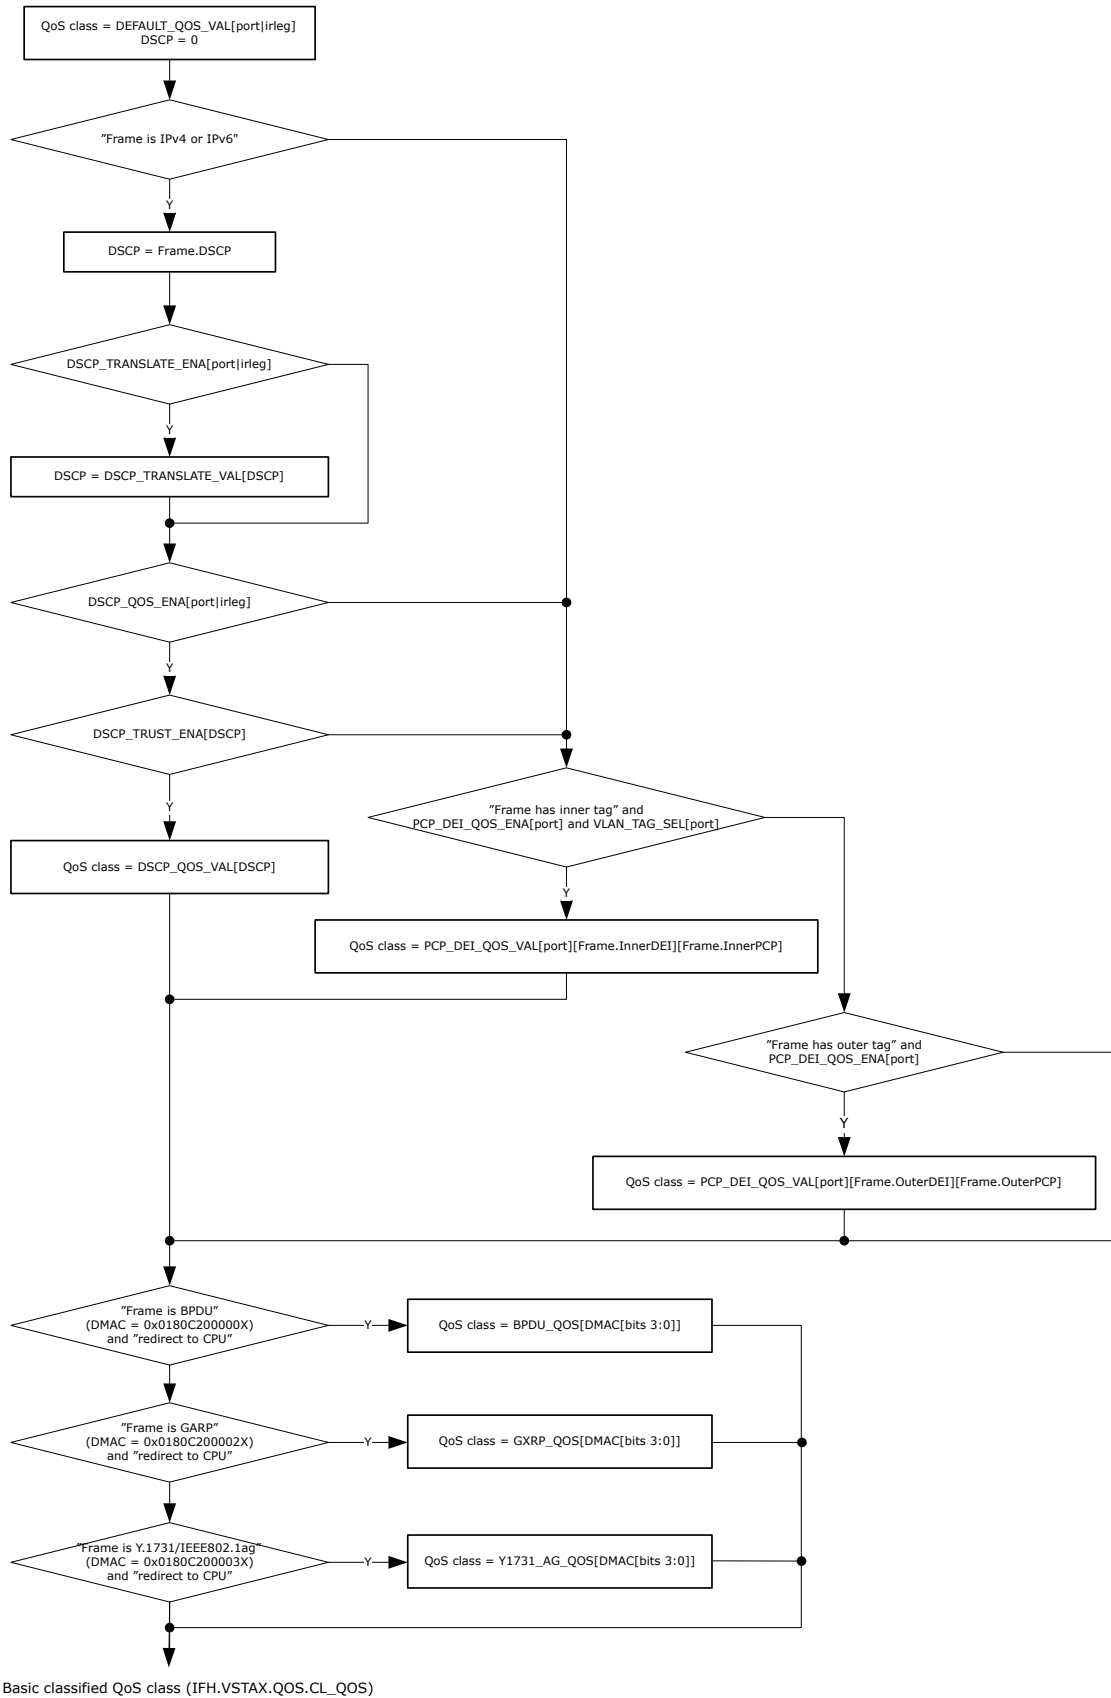 QoS class = DEFAULT_QOS_VAL[port|irleg]
DSCP = 0
”Frame is IPv4 or IPv6"
Y
DSCP = Frame.DSCP
DSCP_TRANSLATE_ENA[port|irleg]
Y
DSCP = DSCP_TRANSLATE_VAL[DSCP]
DSCP_QOS_ENA[port|irleg]
Y
DSCP_TRUST_ENA[DSCP]
Y
QoS class = DSCP_QOS_VAL[DSCP]
”Frame has inner tag” and
PCP_DEI_QOS_ENA[port] and VLAN_TAG_SEL[port]
Y
QoS class = PCP_DEI_QOS_VAL[port][Frame.InnerDEI][Frame.InnerPCP]
”Frame has outer tag” and
PCP_DEI_QOS_ENA[port]
Y
QoS class = PCP_DEI_QOS_VAL[port][Frame.OuterDEI][Frame.OuterPCP]
”Frame is BPDU”
(DMAC = 0x0180C200000X)
and ”redirect to CPU”
Y
QoS class = BPDU_QOS[DMAC[bits 3:0]]
”Frame is GARP”
(DMAC = 0x0180C200002X)
and ”redirect to CPU”
Y
QoS class = GXRP_QOS[DMAC[bits 3:0]]
”Frame is Y.1731/IEEE802.1ag”
(DMAC = 0x0180C200003X)
and ”redirect to CPU”
Y
QoS class = Y1731_AG_QOS[DMAC[bits 3:0]]
Basic classified QoS class (IFH.VSTAX.QOS.CL_QOS)